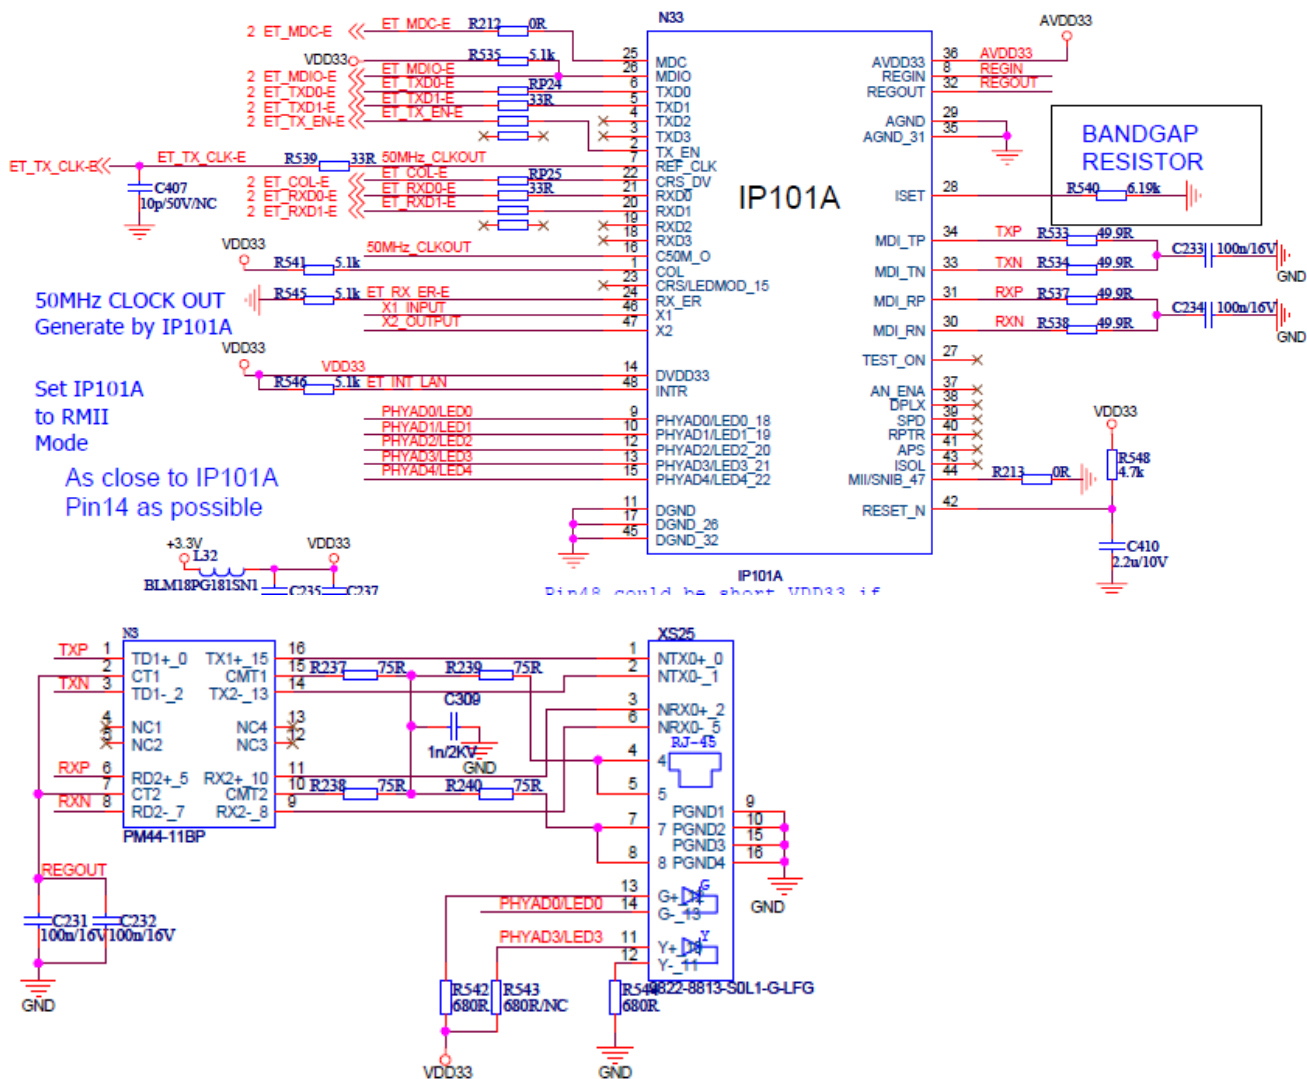 N33
2 ET_MDC-E ET_MDC-E R212 0R
AVDD33
VDD33 R535 5.1k 25 MDC AVDD33 36 AVDD33
2 ET_MDIO-E ET_MDIO-E 26 MDIO REGIN 8 REGIN
2 ET_TXD0-E ET_TXD0-E RP24 6 TXD0 REGOUT 32 REGOUT
2 ET_TXD1-E ET_TXD1-E 33R 5 TXD1
2 ET_TX_EN-E ET_TX_EN-E 4 TXD2 AGND 29
3 TXD3 AGND_31 35
2 TX_EN
BANDGAP
RESISTOR
ET_TX_CLK-E ET_TX_CLK-E R539 33R 50MHz_CLKOUT 7 REF_CLK
2 ET_COL-E ET_COL-E RP25 22 CRS_DV
C407
10p/50V/NC
2 ET_RXD0-E ET_RXD0-E 33R 21 RXD0 ISET 28 R540 6.19k
2 ET_RXD1-E ET_RXD1-E 20 RXD1
19 RXD2
18 RXD3
IP101A
MDI_TP 34 TXP R533 49.9R
VDD33 50MHz_CLKOUT 16 C50M_O C233 100n/16V
R541 5.1k 1 COL MDI_TN 33 TXN R534 49.9R GND
23 CRS/LEDMOD_15
R545 5.1k ET_RX_ER-E 24 RX_ER MDI_RP 31 RXP R537 49.9R
50MHz CLOCK OUT
Generate by IP101A
X1_INPUT 46 X1 C234 100n/16V
X2_OUTPUT 47 X2 MDI_RN 30 RXN R538 49.9R GND
VDD33
TEST_ON 27
VDD33 14 DVDD33
R546 5.1k ET_INT_LAN 48 INTR AN_ENA 37
DPLX 38
Set IP101A
to RMII
Mode
PHYAD0/LED0 9 PHYAD0/LED0_18 SPD 39 VDD33
PHYAD1/LED1 10 PHYAD1/LED1_19 RPTR 40
PHYAD2/LED2 12 PHYAD2/LED2_20 APS 41
PHYAD3/LED3 13 PHYAD3/LED3_21 ISOL 43 R548
4.7k
PHYAD4/LED4 15 PHYAD4/LED4_22 MII/SNIB_47 44 R213 0R
As close to IP101A
Pin14 as possible
11 DGND RESET_N 42
17 DGND_26
45 DGND_32
C410
2.2u/10V
+3.3V L32 VDD33
BLM18PG181SN1
C235 C237
IP101A
Pin48 could be short VDD33 if
N3
TXP 1 TD1+_0 TX1+_15 16
2 CT1 CMT1 15 R237 75R R239 75R
TXN 3 TD1-_2 TX2-_13 14
4 NC1 NC4 13
5 NC2 NC3 12
C309
1n/2KV
GND
RXP 6 RD2+_5 RX2+_10 11
7 CT2 CMT2 10 R238 75R R240 75R
RXN 8 RD2-_7 RX2-_8 9
PM44-11BP
REGOUT
C231 C232
100n/16V 100n/16V
GND
XS25
1 NTX0+_0
2 NTX0-_1
3 NRX0+_2
6 NRX0-_5
RJ-45
4 4
5 5
PGND1 9
7 7 PGND2 10
PGND3 15
8 8 PGND4 16
GND
13 G+_12 G
PHYAD0/LED0 14 G-_13
PHYAD3/LED3 11 Y+_10 Y
12 Y-_11
R542 R543 R544 9822-8813-S0L1-G-LFG
680R 680R/NC 680R
VDD33 GND